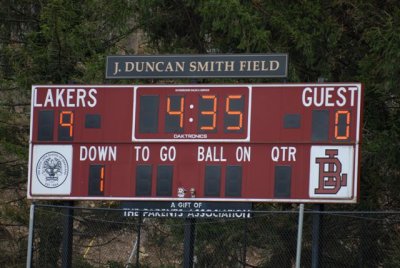 J. DUNCAN SMITH FIELD
LAKERS 4:35 GUEST
9 0
DAKTRONICS
DOWN TO GO BALL ON QTR
1
A GIFT OF
THE PARENTS ASSOCIATION